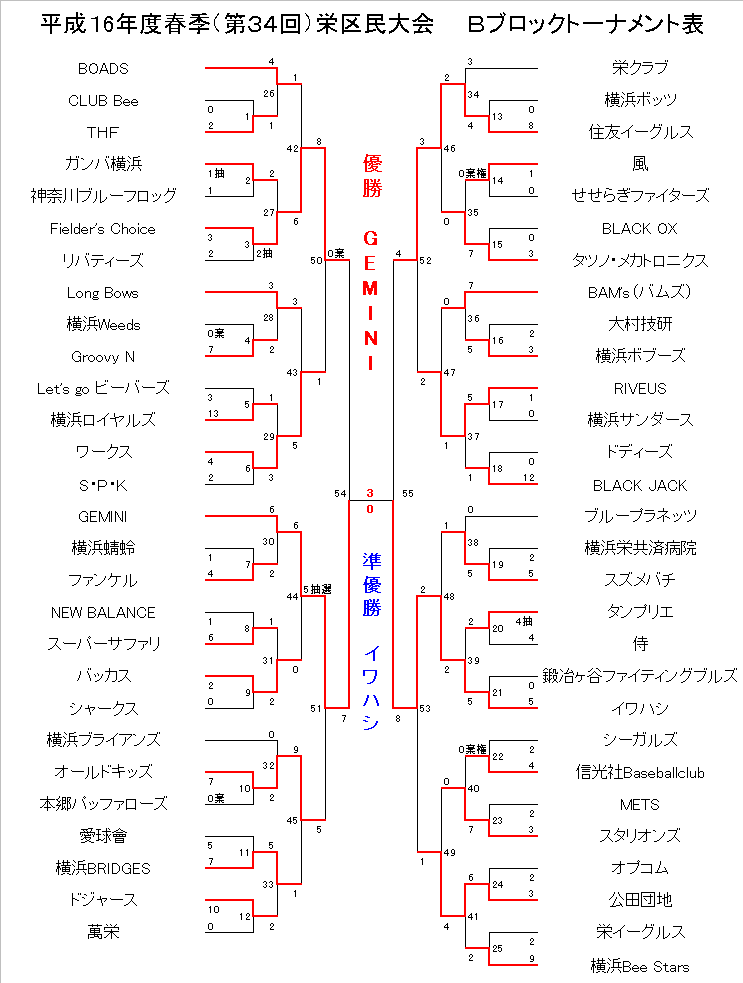 平成16年度春季（第34回）栄区民大会　Bブロックトーナメント表
BOADS
CLUB Bee
THF
ガンバ横浜
神奈川ブルーフロッグ
Fielder's Choice
リバティーズ
Long Bows
横浜Weeds
Groovy N
Let's go ビーバーズ
横浜ロイヤルズ
ワークス
S・P・K
GEMINI
横浜蜻蛉
ファンケル
NEW BALANCE
スーパーサファリ
バッカス
シャークス
横浜ブライアンズ
オールドキッズ
本郷バッファローズ
愛球會
横浜BRIDGES
ドジャース
萬栄
4
0
2
1
26
1
1
1抽
1
2
2
3
2
3
2抽
27
6
42
8
3
0棄
7
4
28
2
3
3
13
5
1
4
2
6
3
29
5
43
1
50
0棄
6
1
4
7
30
2
6
1
6
8
1
2
0
9
2
31
0
44
5抽選
0
7
0棄
10
32
2
9
5
7
11
5
10
0
12
2
33
1
45
5
51
7
54
優勝　GEMINI
3
0
準優勝　イワハシ
55
4
52
3
46
2
34
3
4
13
0
8
0棄権
14
1
0
35
0
7
15
0
3
2
47
0
7
36
5
16
2
3
1
5
17
1
0
37
1
18
0
12
8
53
2
48
1
0
38
5
19
2
5
2
2
20
4抽
4
39
5
21
0
5
1
49
0
0棄権
22
2
4
40
7
23
2
3
4
6
24
2
3
41
2
25
2
9
栄クラブ
横浜ボッツ
住友イーグルス
風
せせらぎファイターズ
BLACK OX
タツノ・メカトロニクス
BAM's（バムズ）
大村技研
横浜ボブーズ
RIVEUS
横浜サンダース
ドディーズ
BLACK JACK
ブループラネッツ
横浜栄共済病院
スズメバチ
タンプリエ
侍
鍛冶ヶ谷ファイティングブルズ
イワハシ
シーガルズ
信光社Baseballclub
METS
スタリオンズ
オプコム
公田団地
栄イーグルス
横浜Bee Stars